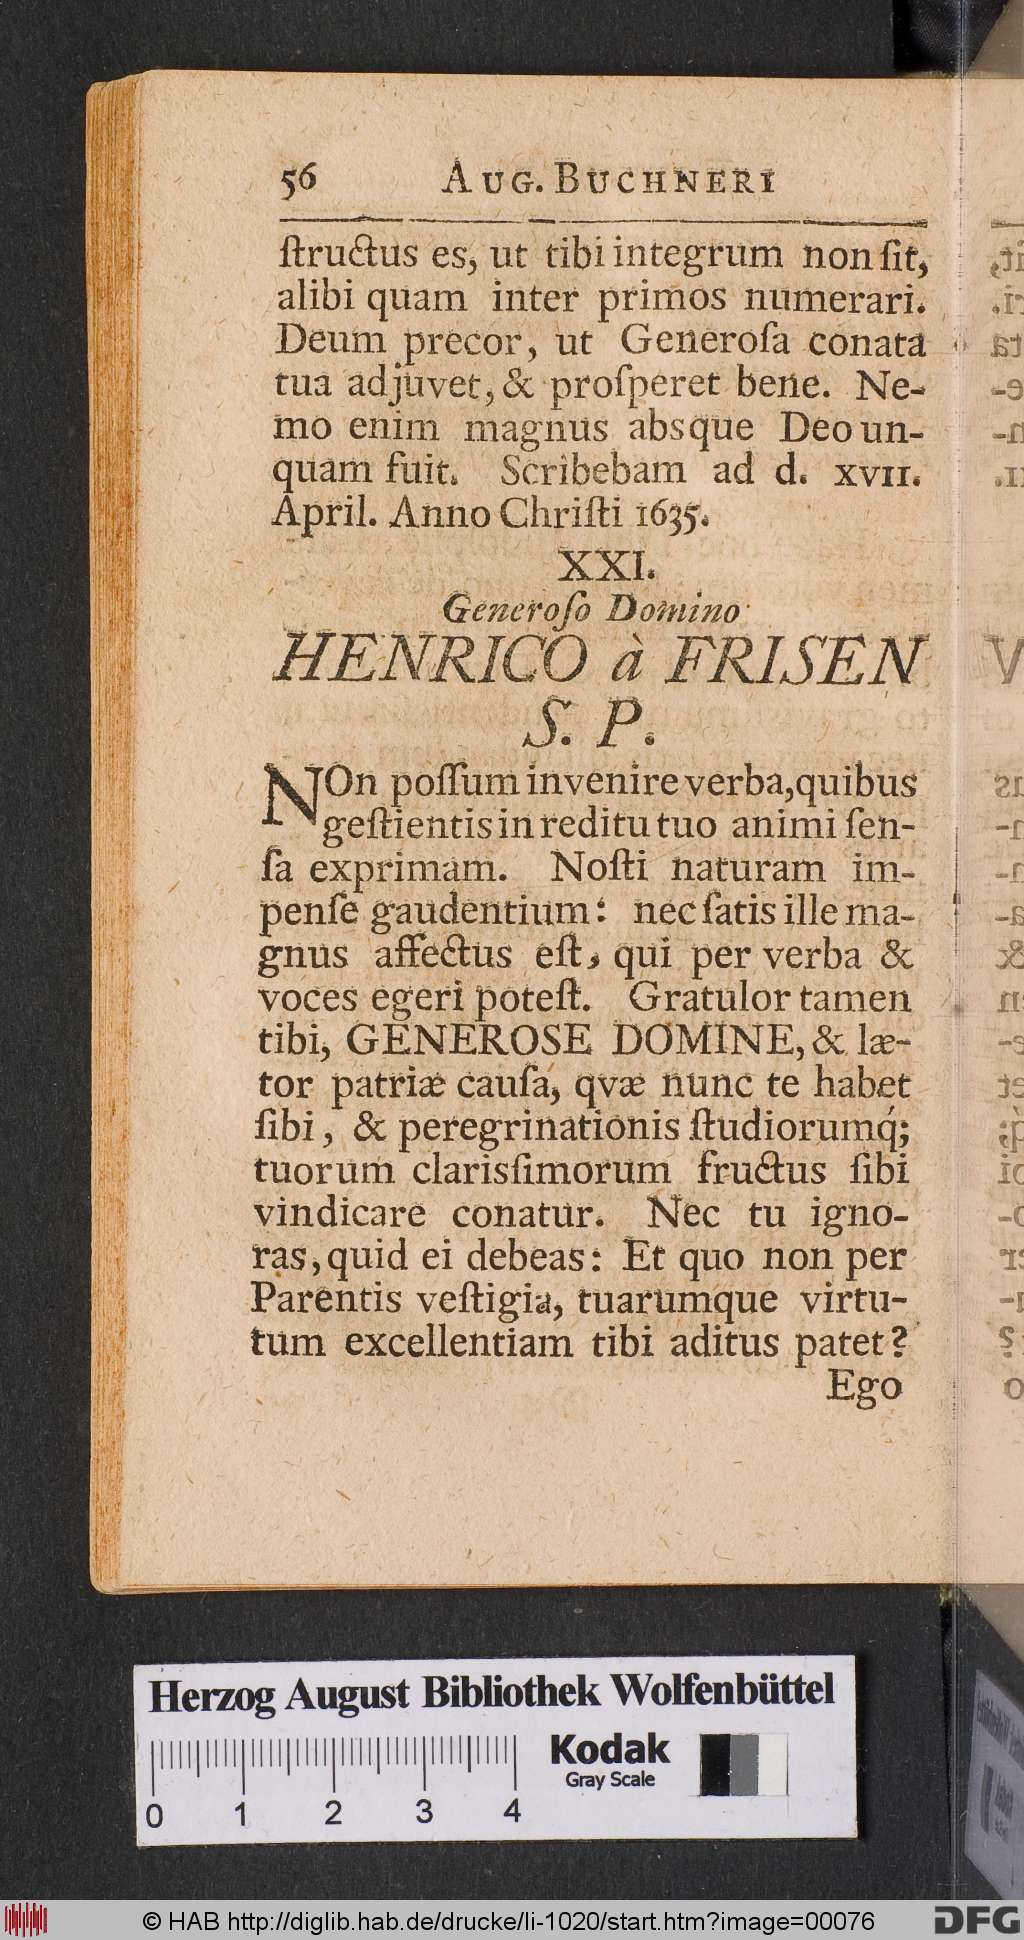 56 AUG. BUCHNERI
ſtructus es, ut tibi integrum non ſit,
alibi quam inter primos numerari.
Deum precor, ut Generoſa conata
tua adjuvet, & proſperet bene. Ne-
mo enim magnus absque Deo un-
quam fuit. Scribebam ad d. XVII.
April. Anno Chriſti 1635.
XXI.
Generoſo Domino
HENRICO à FRISEN
S. P.
NOn poſſum invenire verba, quibus
geſtientis in reditu tuo animi ſen-
ſa exprimam. Noſti naturam im-
penſe gaudentium: nec ſatis ille ma-
gnus affectus eſt, qui per verba &
voces egeri poteſt. Gratulor tamen
tibi, GENEROSE DOMINE, & læ-
tor patriæ cauſa, qvæ nunc te habet
ſibi, & peregrinationis ſtudiorumq́;
tuorum clarisſimorum fructus ſibi
vindicare conatur. Nec tu igno-
ras, quid ei debeas: Et quo non per
Parentis veſtigia, tuarumque virtu-
tum excellentiam tibi aditus patet?
Ego
Herzog August Bibliothek Wolfenbüttel
Kodak
Gray Scale
0 1 2 3 4
© HAB http://diglib.hab.de/drucke/li-1020/start.htm?image=00076
DFG